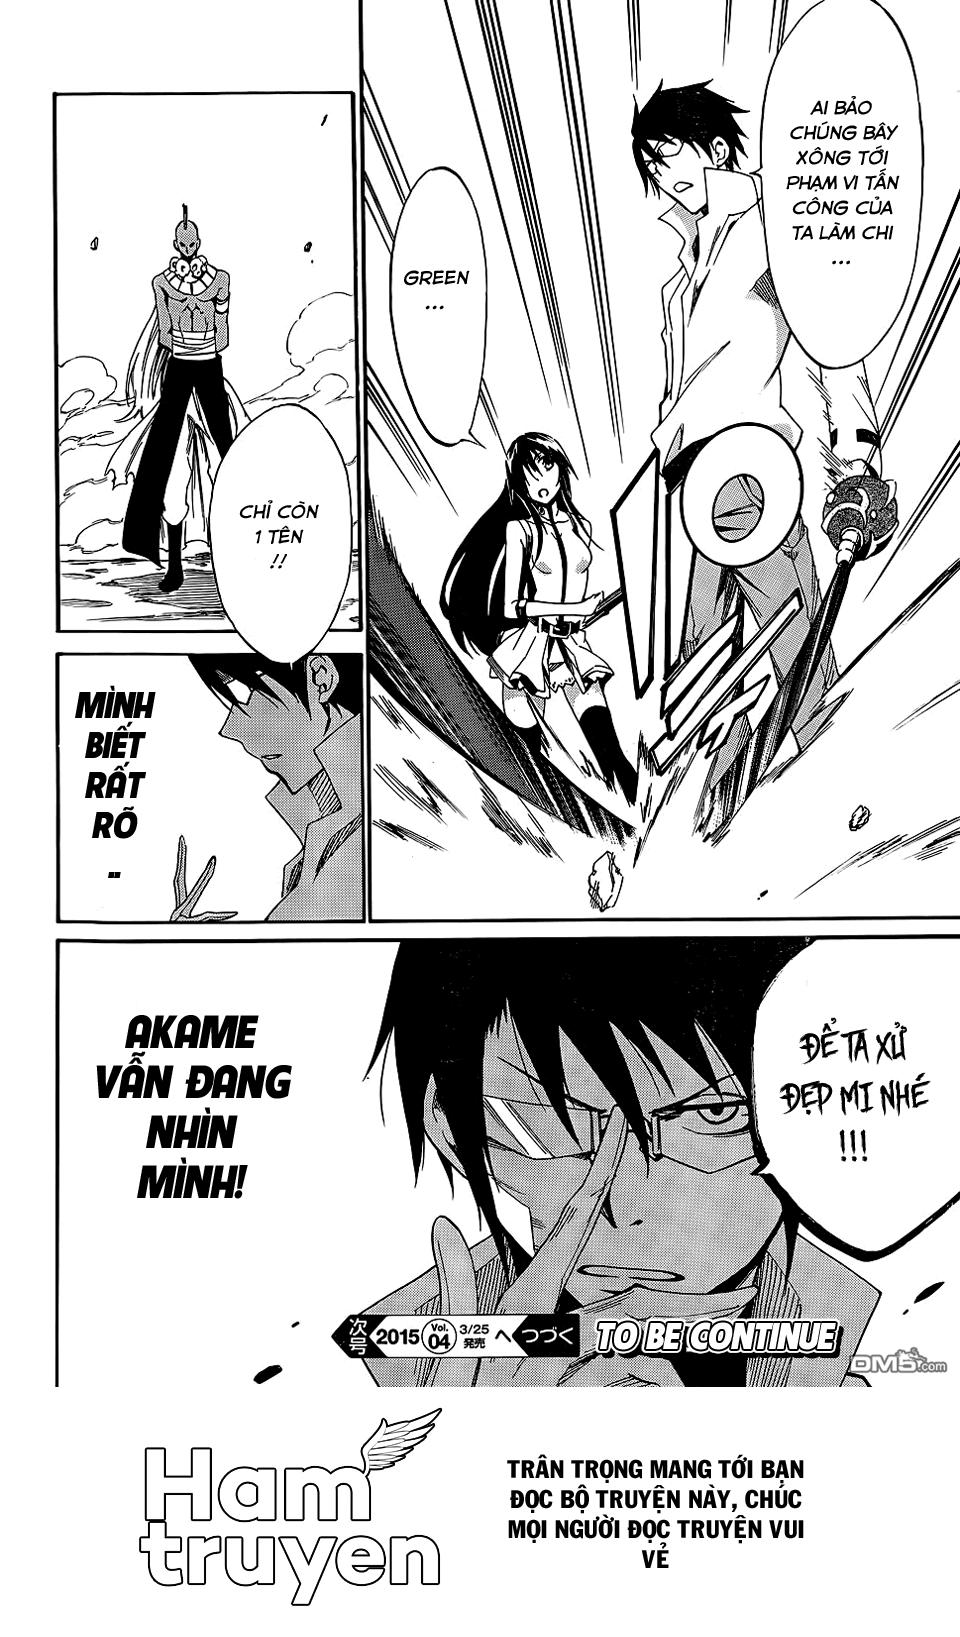 AI BẢO
CHÚNG BÂY
XÔNG TỚI
PHẠM VI TẤN
CÔNG CỦA
TA LÀM CHI
...
GREEN
...
CHỈ CÒN
1 TÊN
!!
MÌNH
BIẾT
RẤT
RÕ
..
ĐỂ TA XỬ
ĐẸP MI NHÉ
!!!
AKAME
VẪN ĐANG
NHÌN
MÌNH!
次号 2015 Vol. 04 3/25 発売 へ つづく TO BE CONTINUE
DM5.com
Ham
truyen
TRÂN TRỌNG MANG TỚI BẠN
ĐỌC BỘ TRUYỆN NÀY, CHÚC
MỌI NGƯỜI ĐỌC TRUYỆN VUI
VẺ